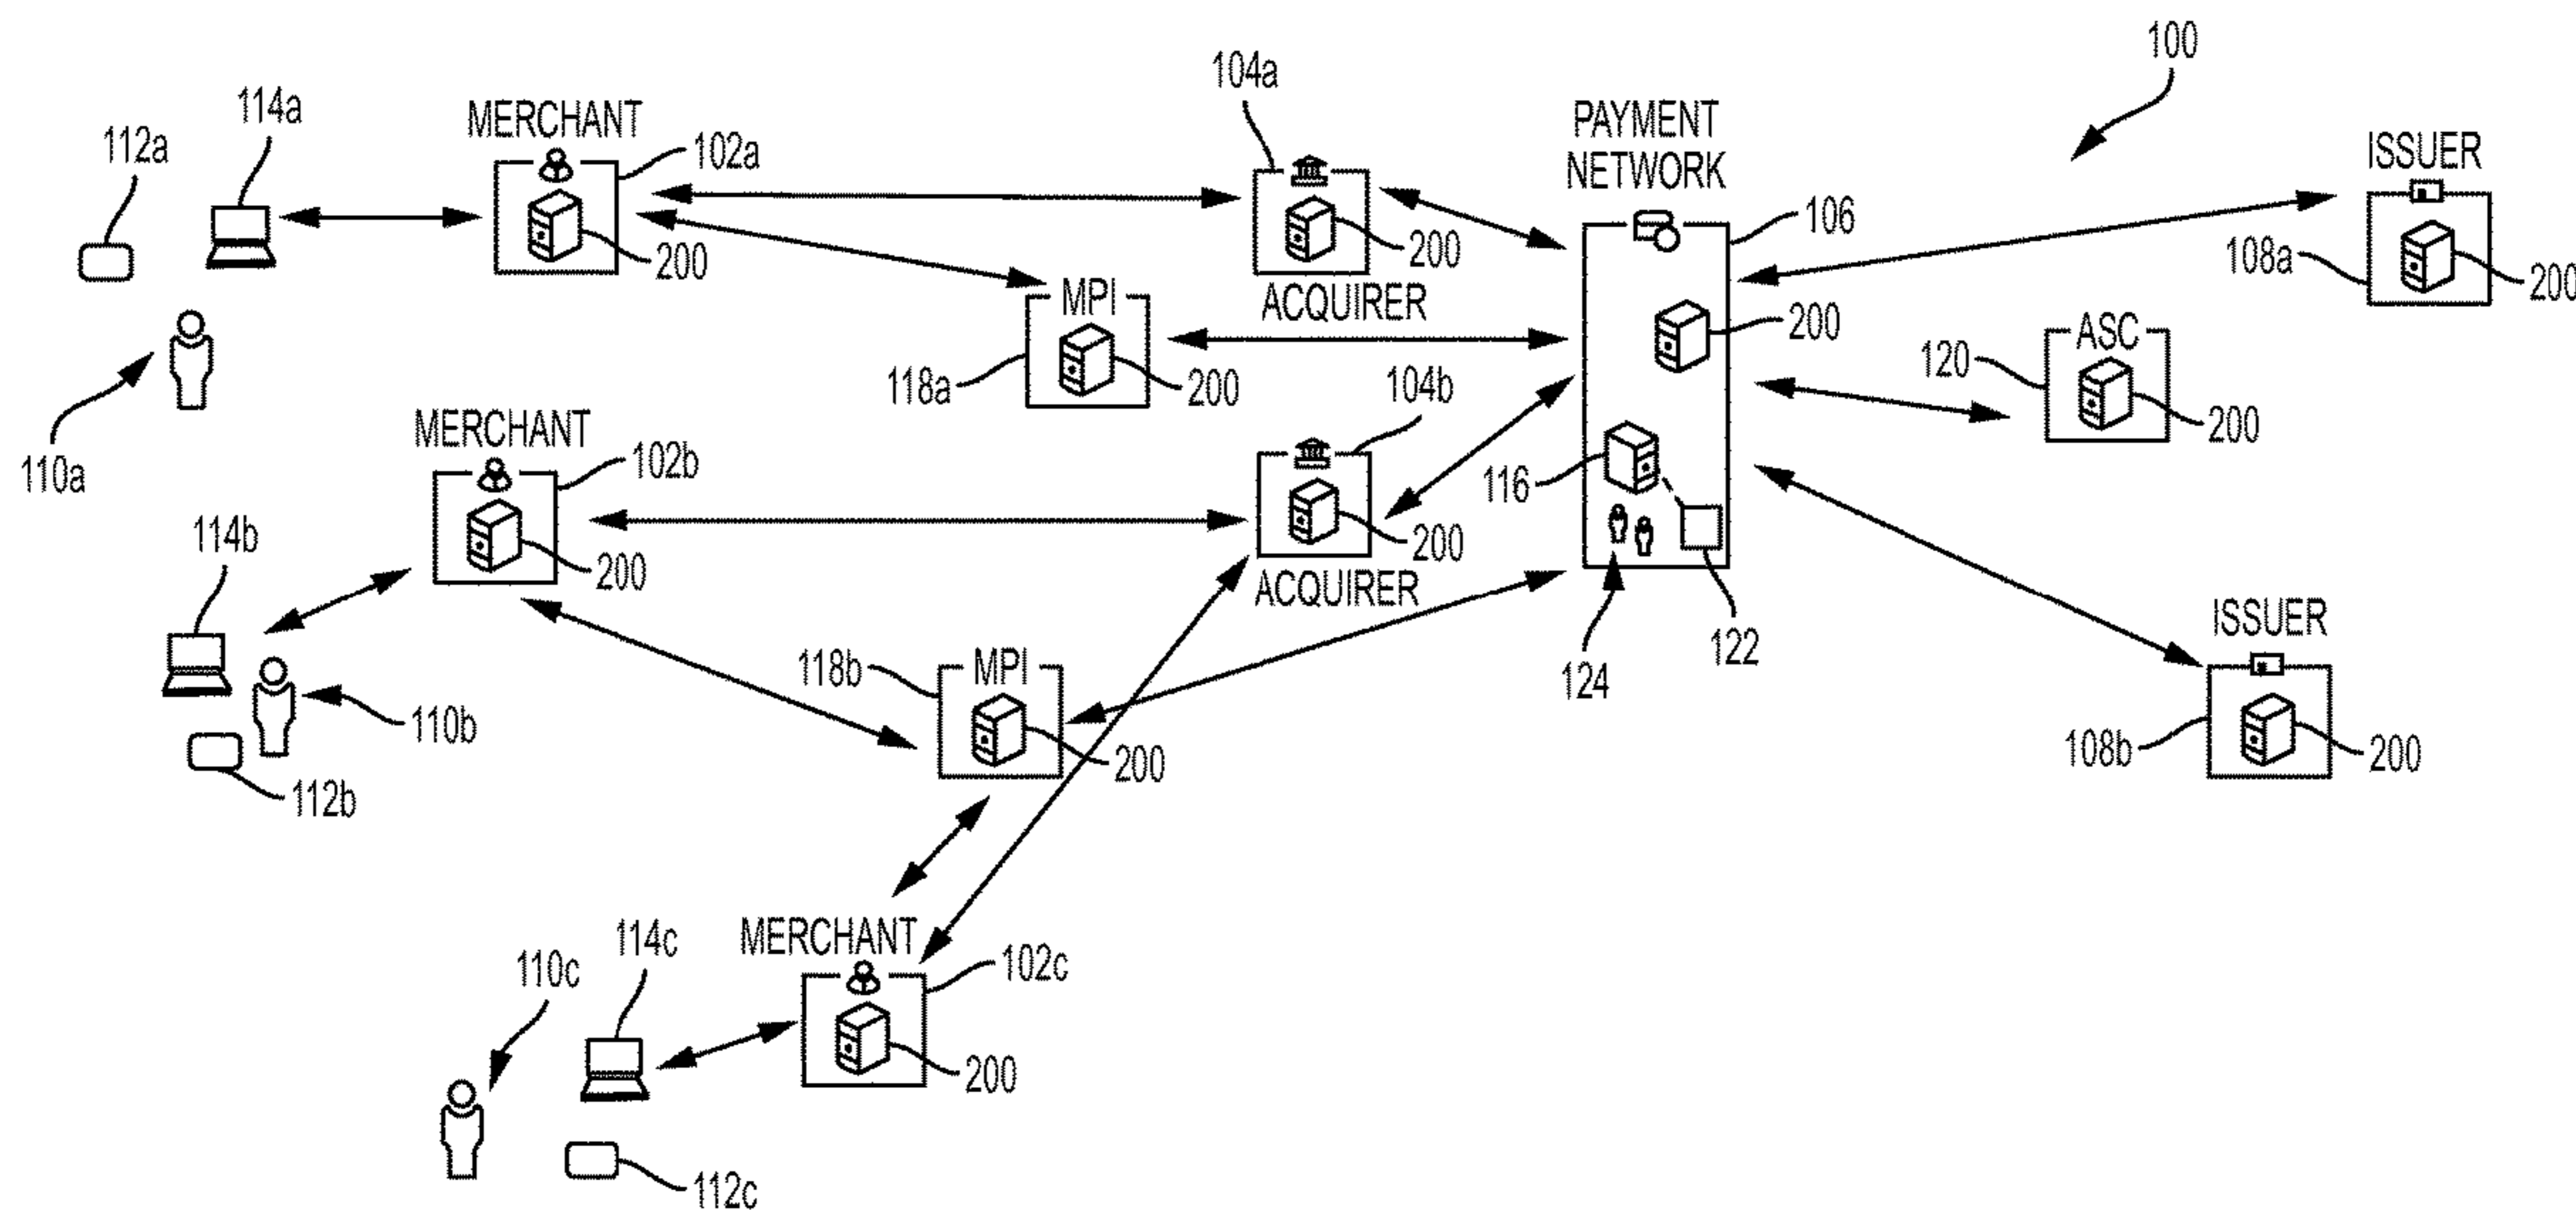 100
104a
114a
MERCHANT
PAYMENT
NETWORK
112a
102a
ISSUER
106
200
200
108a
200
MPI
ACQUIRER
200
ASC
120
118a
200
104b
200
110a
MERCHANT
102b
116
114b
200
200
ACQUIRER
122
124
118b
MPI
ISSUER
110b
200
108b
200
112b
MERCHANT
114c
110c
102c
200
112c